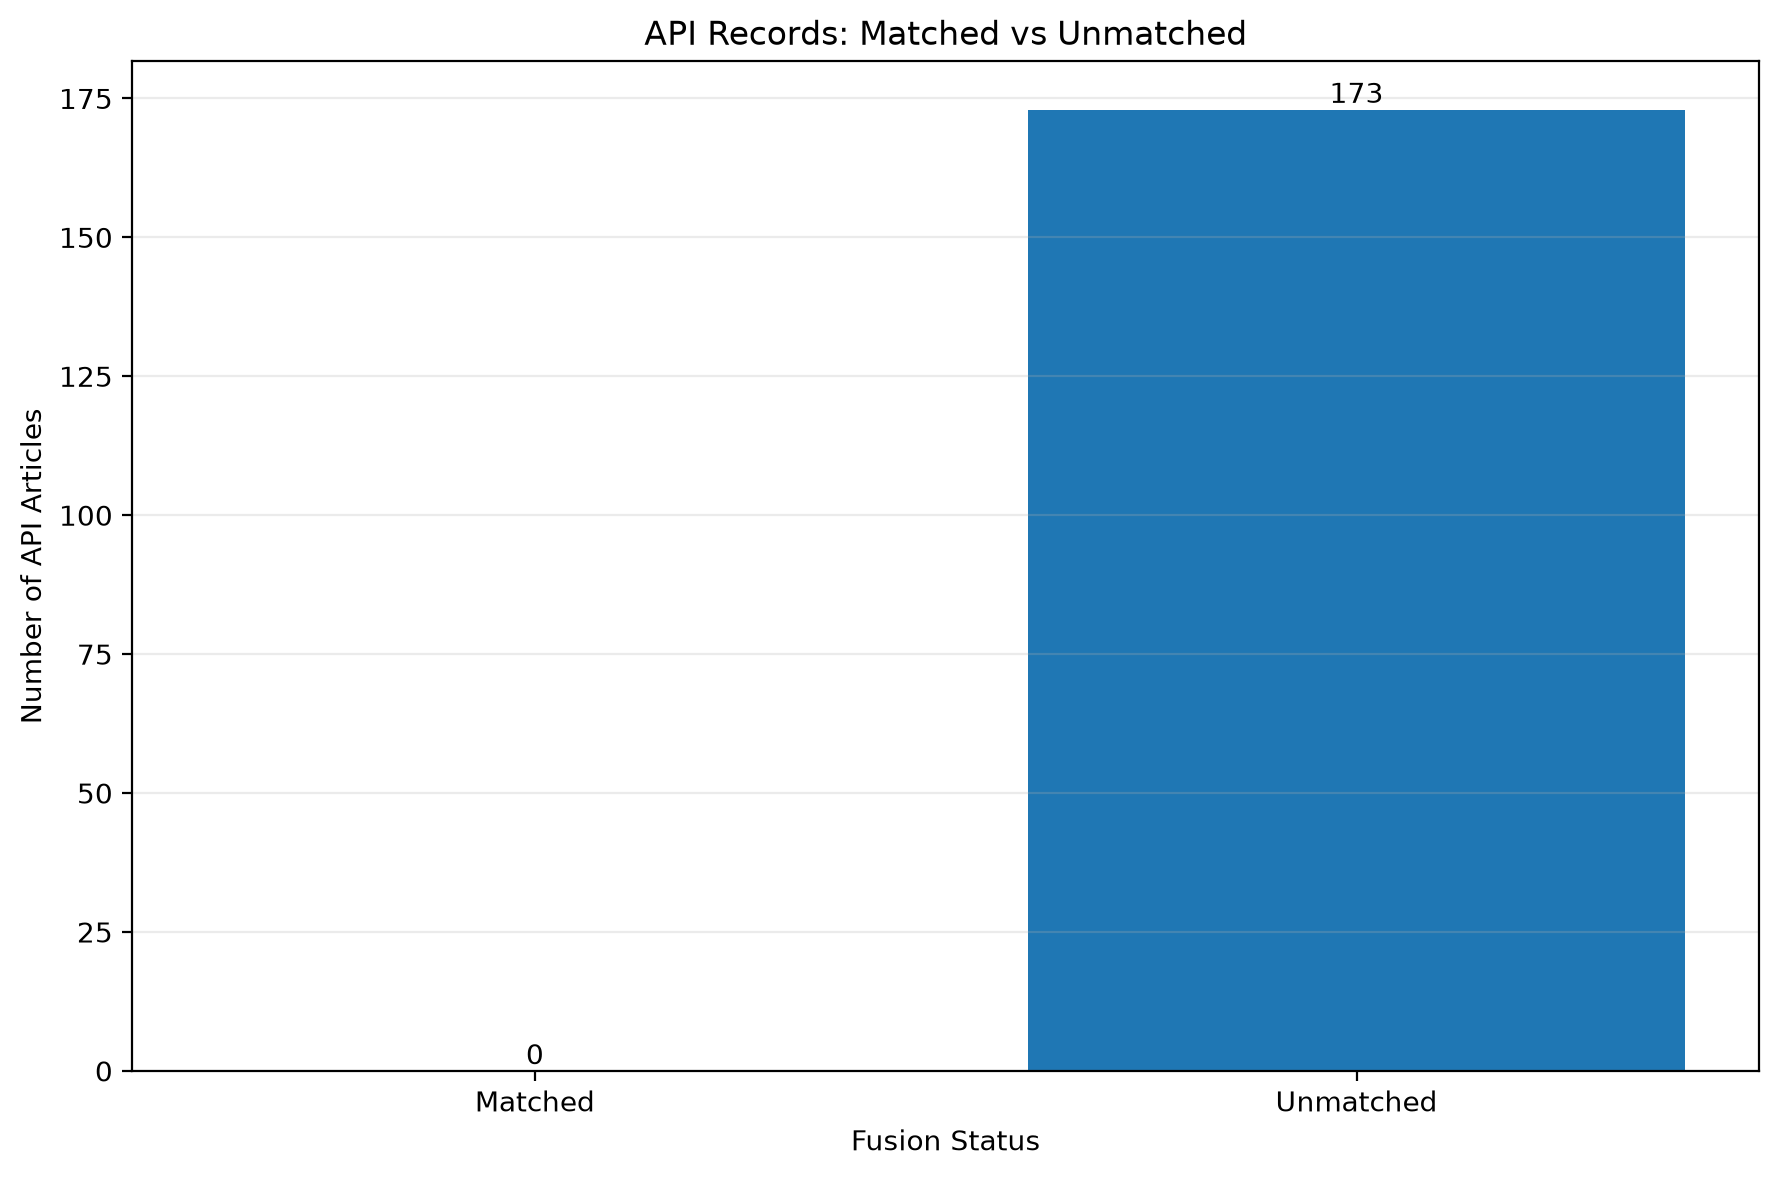 API Records: Matched vs Unmatched
173
175
150
125
100
75
50
25
0
0
Number of API Articles
Matched
Unmatched
Fusion Status